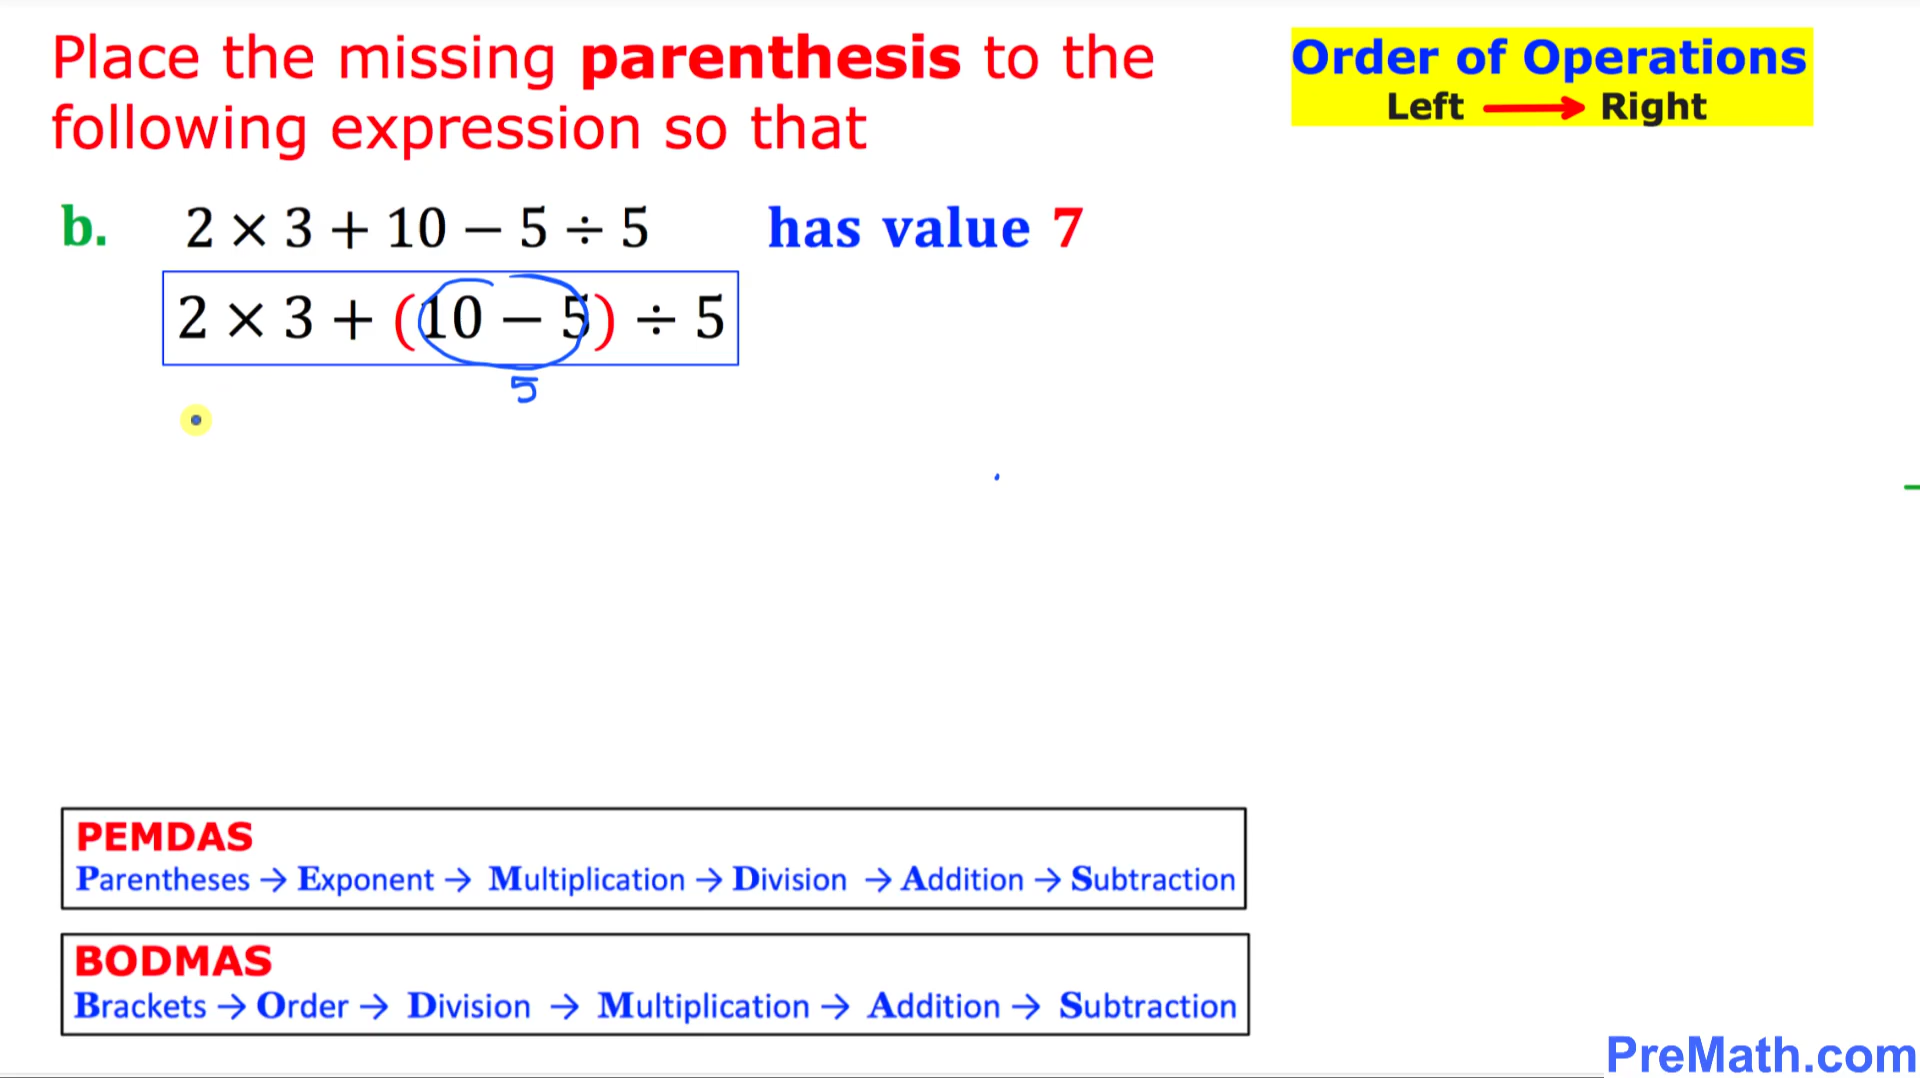 Place the missing parenthesis to the
following expression so that
Order of Operations
Left → Right
b. 2 × 3 + 10 − 5 ÷ 5 has value 7
2 × 3 + (10 − 5) ÷ 5
5
PEMDAS
Parentheses → Exponent → Multiplication → Division → Addition → Subtraction
BODMAS
Brackets → Order → Division → Multiplication → Addition → Subtraction
PreMath.com